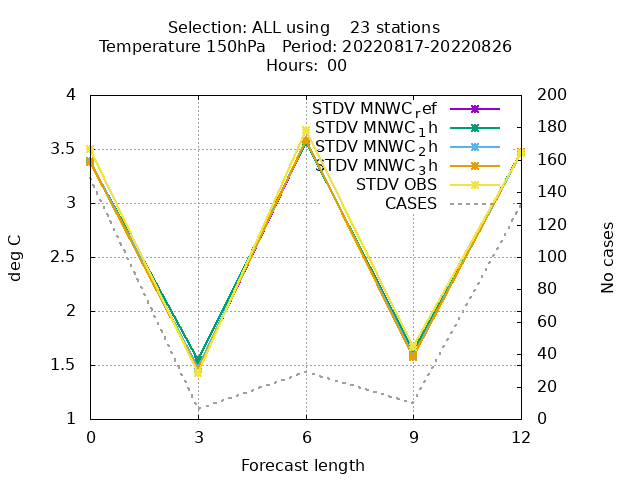 Selection: ALL using    23 stations
Temperature 150hPa   Period: 20220817-20220826
Hours: 00
STDV MNWC_ref
STDV MNWC_1h
STDV MNWC_2h
STDV MNWC_3h
STDV OBS
CASES
4
3.5
3
2.5
2
1.5
1
deg C
200
180
160
140
120
100
80
60
40
20
0
No cases
0 3 6 9 12
Forecast length